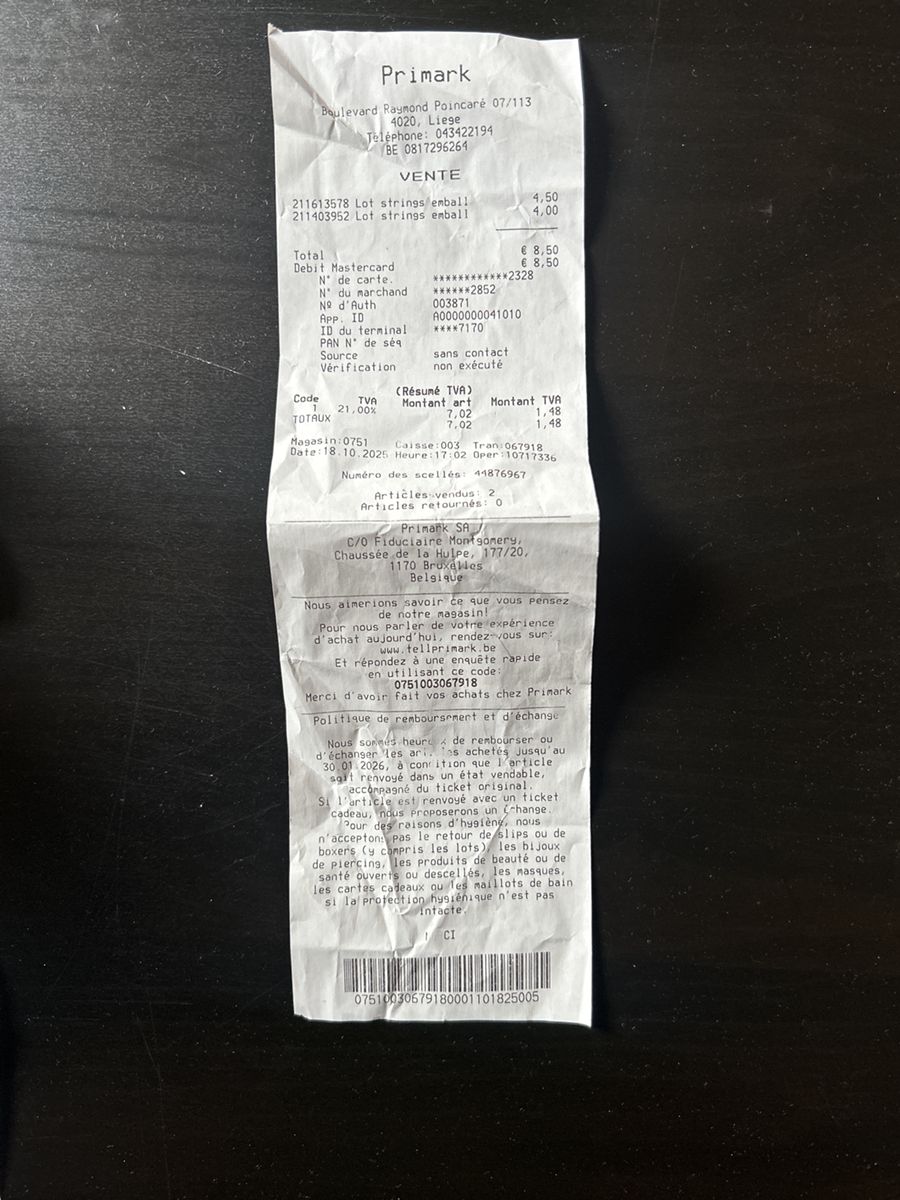 Primark
Boulevard Raymond Poincaré 07/113
4020, Liege
Téléphone: 043422194
BE 0817296264
VENTE
211613578 Lot strings emball 4,50
211403952 Lot strings emball 4,00
Total € 8,50
Debit Mastercard € 8,50
N° de carte. ************2328
N° du marchand ******2852
Nº d'Auth 003871
App. ID A0000000041010
ID du terminal ****7170
PAN N° de séq
Source sans contact
Vérification non exécuté
(Résumé TVA)
Code TVA Montant art Montant TVA
1 21,00% 7,02 1,48
TOTAUX 7,02 1,48
Magasin:0751 Caisse:003 Tran:067918
Date:18.10.2025 Heure:17:02 Oper:10717336
Numéro des scellés: 44876967
Articles vendus: 2
Articles retournés: 0
Primark SA
C/O Fiduciaire Montgomery,
Chaussée de la Hulpe, 177/20,
1170 Bruxelles
Belgique
Nous aimerions savoir ce que vous pensez
de notre magasin!
Pour nous parler de votre expérience
d'achat aujourd'hui, rendez-vous sur:
www.tellprimark.be
Et répondez à une enquête rapide
en utilisant ce code:
0751003067918
Merci d'avoir fait vos achats chez Primark
Politique de remboursement et d'échange
Nous sommes heureux de rembourser ou
d'échanger les articles achetés jusqu'au
30.01.2026, à condition que l'article
soit renvoyé dans un état vendable,
accompagné du ticket original.
Si l'article est renvoyé avec un ticket
cadeau, nous proposerons un échange.
Pour des raisons d'hygiène, nous
n'acceptons pas le retour de slips ou de
boxers (y compris les lots), les bijoux
de piercing, les produits de beauté ou de
santé ouverts ou descellés, les masques,
les cartes cadeaux ou les maillots de bain
si la protection hygiénique n'est pas
intacte.
CI
07510030679180001101825005